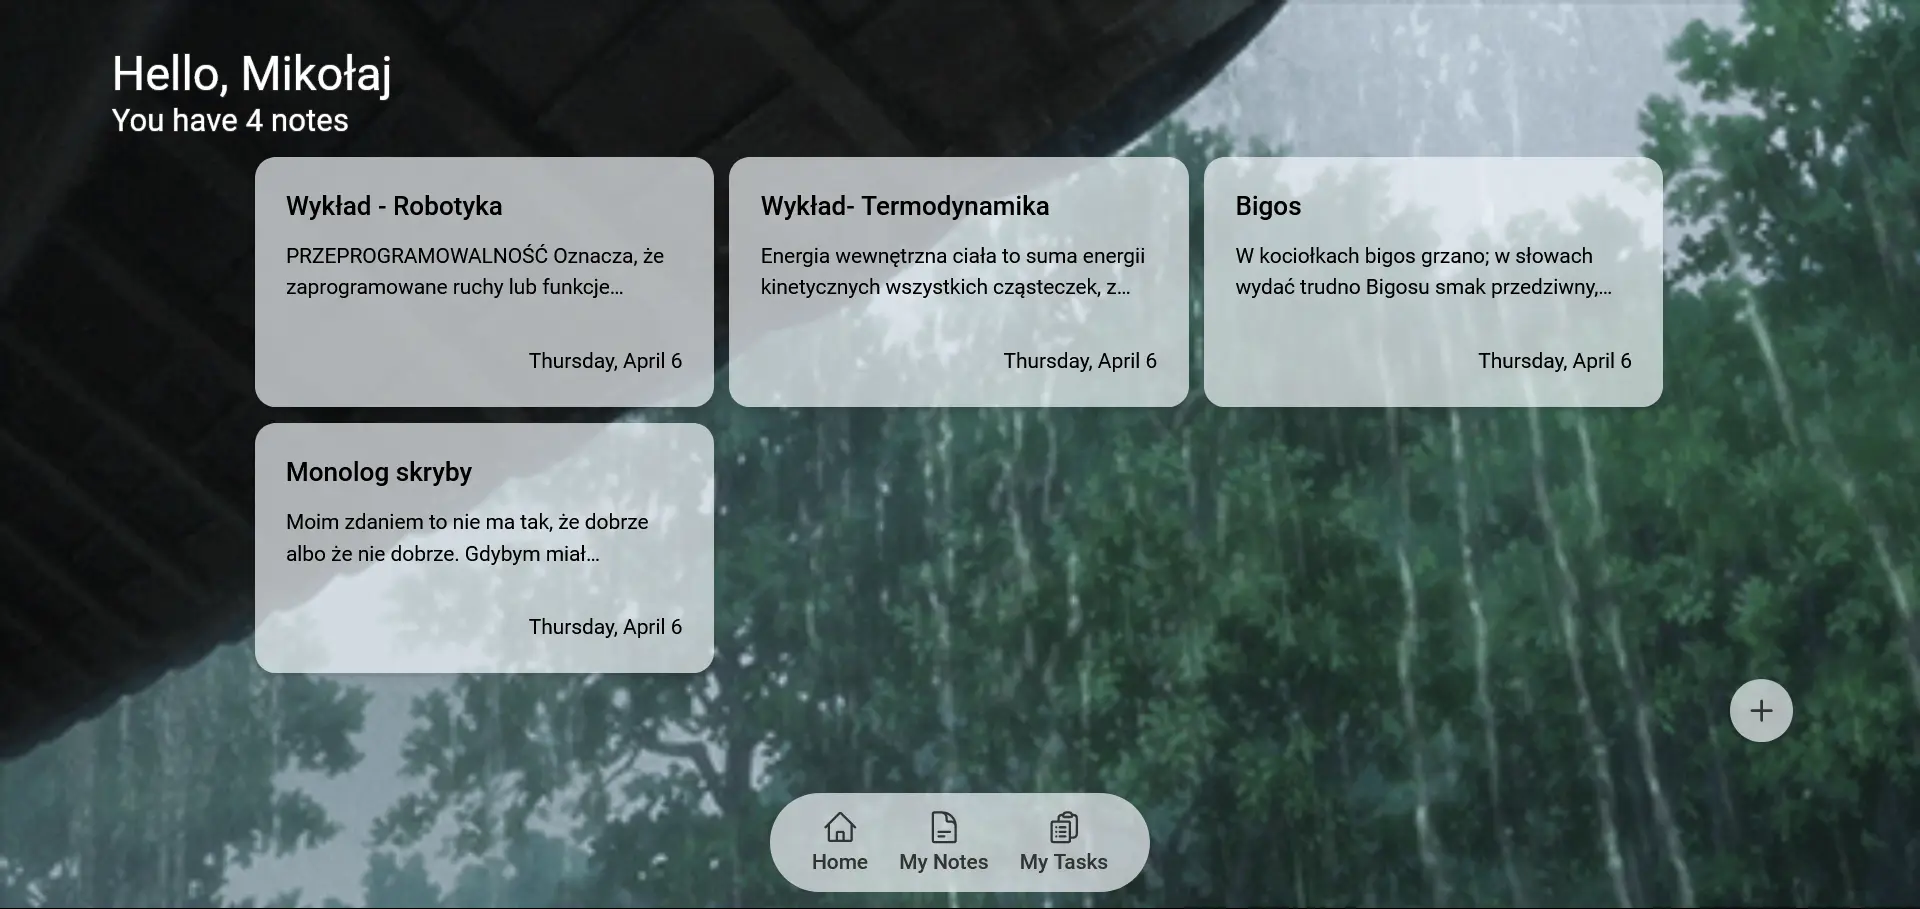 Hello, Mikołaj
You have 4 notes
Wykład - Robotyka
PRZEPROGRAMOWALNOŚĆ Oznacza, że
zaprogramowane ruchy lub funkcje...
Thursday, April 6
Wykład- Termodynamika
Energia wewnętrzna ciała to suma energii
kinetycznych wszystkich cząsteczek, z...
Thursday, April 6
Bigos
W kociołkach bigos grzano; w słowach
wydać trudno Bigosu smak przedziwny,...
Thursday, April 6
Monolog skryby
Moim zdaniem to nie ma tak, że dobrze
albo że nie dobrze. Gdybym miał...
Thursday, April 6
Home
My Notes
My Tasks